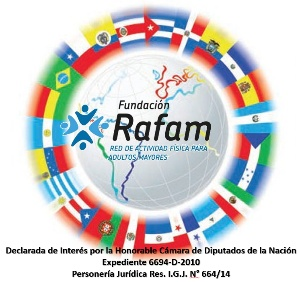 Fundación
Rafam
RED DE ACTIVIDAD FÍSICA PARA
ADULTOS MAYORES
Declarada de Interés por la Honorable Cámara de Diputados de la Nación
Expediente 6694-D-2010
Personería Jurídica Res. I.G.J. N° 664/14